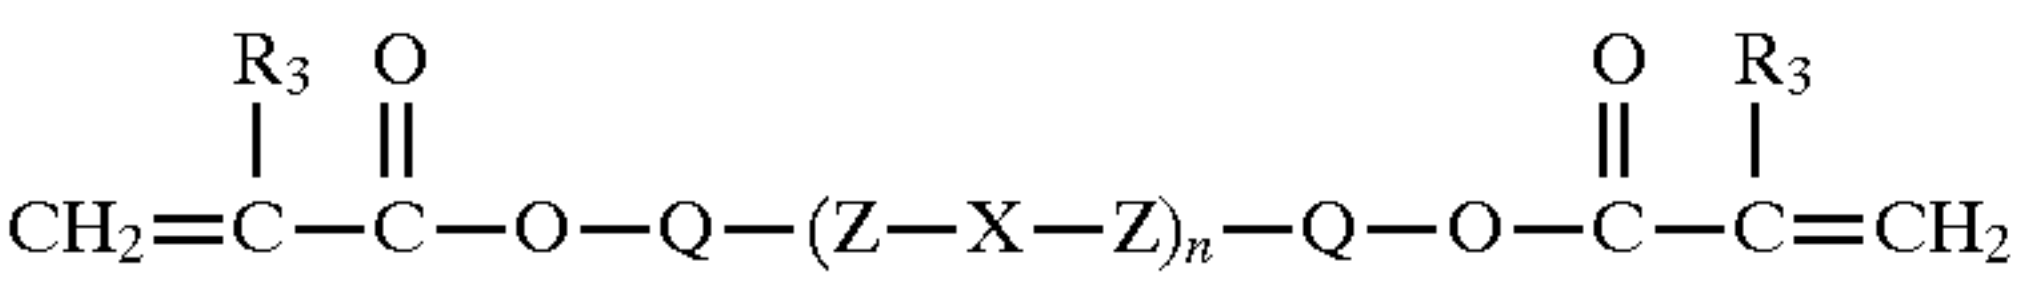 R3 O O R3
CH2=C—C—O—Q—(Z—X—Z)n—Q—O—C—C=CH2